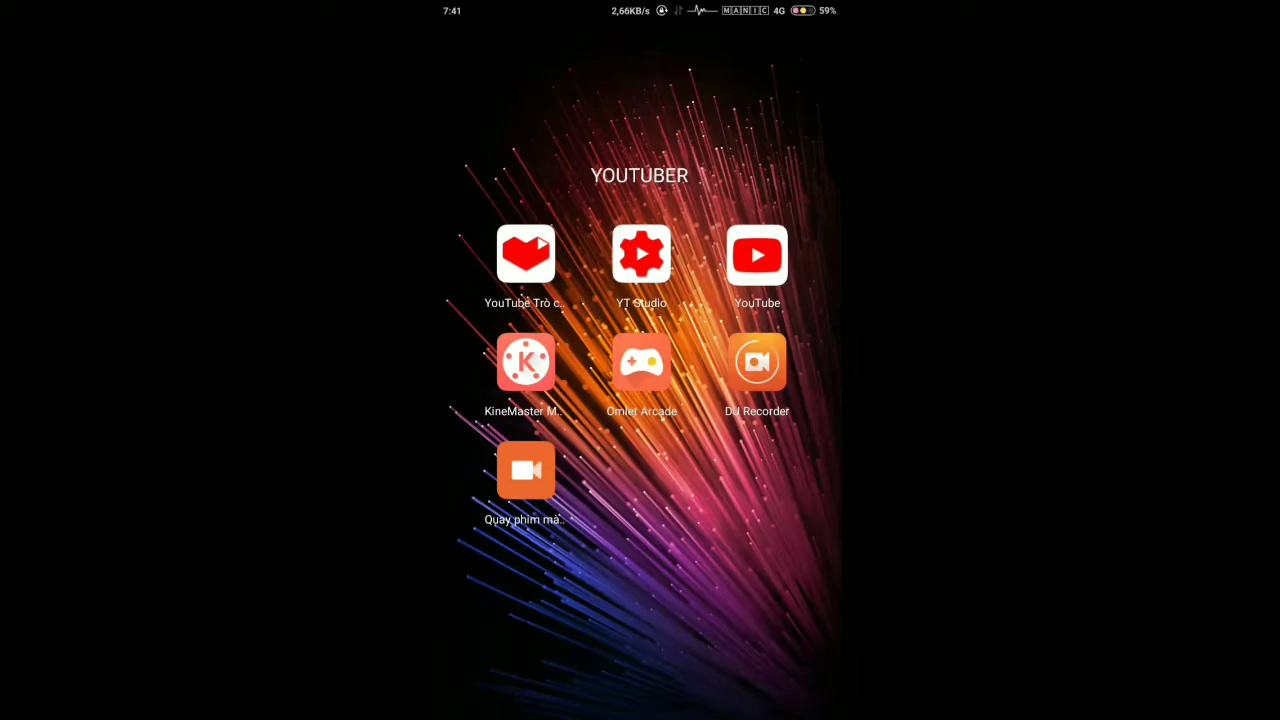 7:41 2,66KB/s MANIC 4G 59%
YOUTUBER
YouTube Trò c.. YT Studio YouTube
KineMaster M.. Omlet Arcade DU Recorder
Quay phim mà..